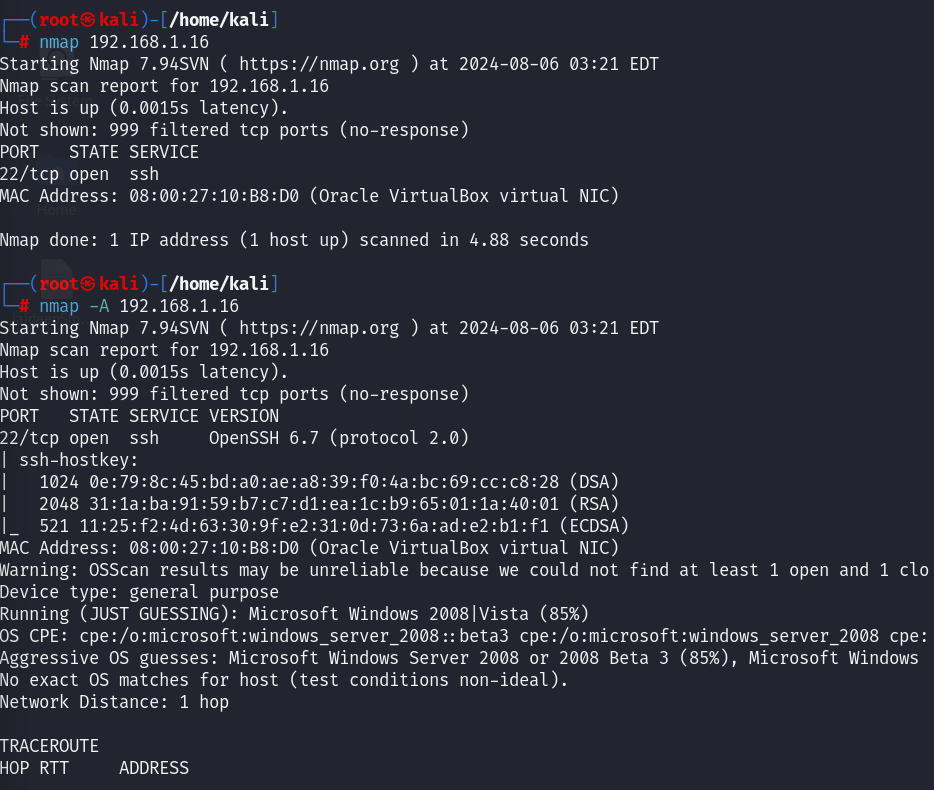 ┌──(root㉿kali)-[/home/kali]
└─# nmap 192.168.1.16
Starting Nmap 7.94SVN ( https://nmap.org ) at 2024-08-06 03:21 EDT
Nmap scan report for 192.168.1.16
Host is up (0.0015s latency).
Not shown: 999 filtered tcp ports (no-response)
PORT   STATE SERVICE
22/tcp open  ssh
MAC Address: 08:00:27:10:B8:D0 (Oracle VirtualBox virtual NIC)
Home
Nmap done: 1 IP address (1 host up) scanned in 4.88 seconds
┌──(root㉿kali)-[/home/kali]
└─# nmap -A 192.168.1.16
Starting Nmap 7.94SVN ( https://nmap.org ) at 2024-08-06 03:21 EDT
Nmap scan report for 192.168.1.16
Host is up (0.0015s latency).
Not shown: 999 filtered tcp ports (no-response)
PORT   STATE SERVICE VERSION
22/tcp open  ssh     OpenSSH 6.7 (protocol 2.0)
| ssh-hostkey:
|   1024 0e:79:8c:45:bd:a0:ae:a8:39:f0:4a:bc:69:cc:c8:28 (DSA)
|   2048 31:1a:ba:91:59:b7:c7:d1:ea:1c:b9:65:01:1a:40:01 (RSA)
|_  521 11:25:f2:4d:63:30:9f:e2:31:0d:73:6a:ad:e2:b1:f1 (ECDSA)
MAC Address: 08:00:27:10:B8:D0 (Oracle VirtualBox virtual NIC)
Warning: OSScan results may be unreliable because we could not find at least 1 open and 1 clo
Device type: general purpose
Running (JUST GUESSING): Microsoft Windows 2008|Vista (85%)
OS CPE: cpe:/o:microsoft:windows_server_2008::beta3 cpe:/o:microsoft:windows_server_2008 cpe:
Aggressive OS guesses: Microsoft Windows Server 2008 or 2008 Beta 3 (85%), Microsoft Windows
No exact OS matches for host (test conditions non-ideal).
Network Distance: 1 hop
TRACEROUTE
HOP RTT     ADDRESS